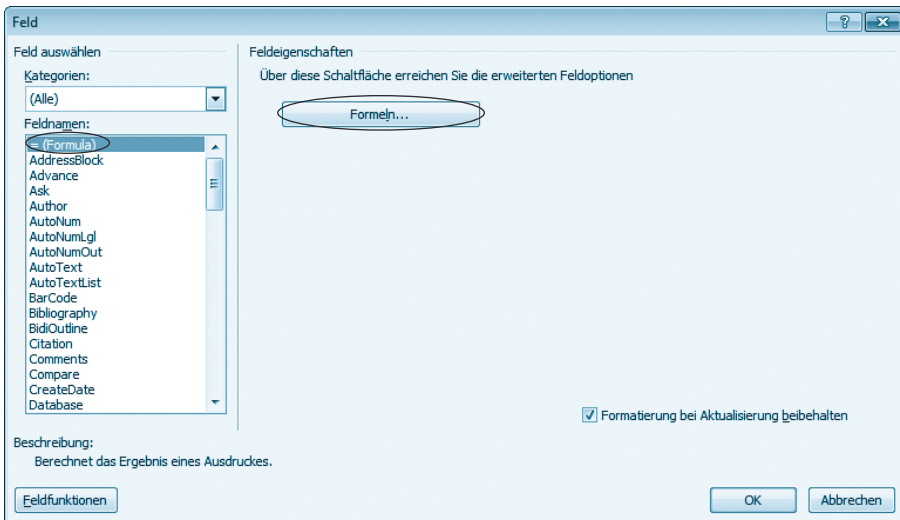 Feld
Feld auswählen
Kategorien:
(Alle)
Feldnamen:
= (Formula)
AddressBlock
Advance
Ask
Author
AutoNum
AutoNumLgl
AutoNumOut
AutoText
AutoTextList
BarCode
Bibliography
BidiOutline
Citation
Comments
Compare
CreateDate
Database
Feldeigenschaften
Über diese Schaltfläche erreichen Sie die erweiterten Feldoptionen
Formeln...
Formatierung bei Aktualisierung beibehalten
Beschreibung:
Berechnet das Ergebnis eines Ausdruckes.
Feldfunktionen
OK
Abbrechen